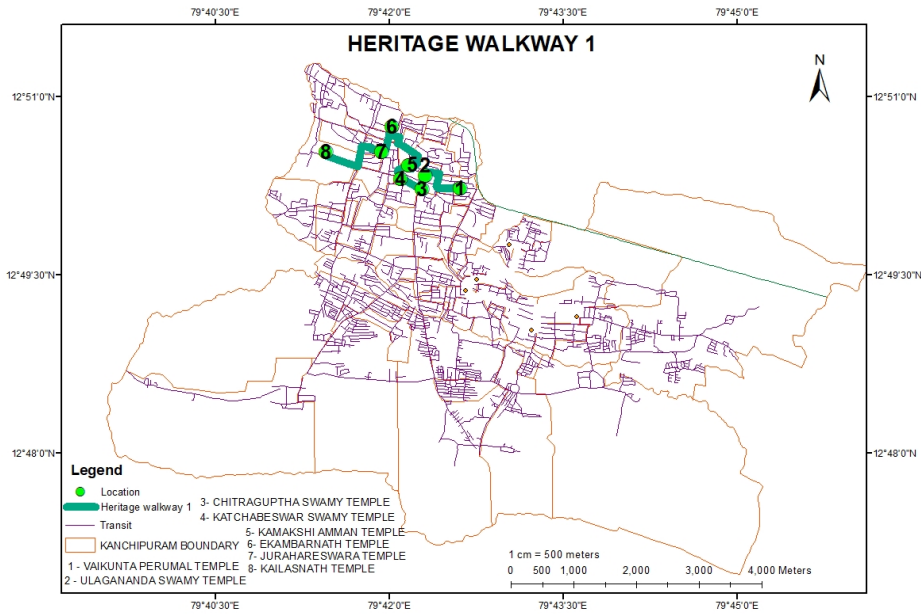 79°40'30"E 79°42'0"E 79°43'30"E 79°45'0"E
HERITAGE WALKWAY 1
N
12°51'0"N 12°51'0"N
6
8 7 5 2
4 3 1
12°49'30"N 12°49'30"N
12°48'0"N 12°48'0"N
Legend
Location
Heritage walkway 1
Transit
KANCHIPURAM BOUNDARY
1 - VAIKUNTA PERUMAL TEMPLE
2 - ULAGANANDA SWAMY TEMPLE
3- CHITRAGUPTHA SWAMY TEMPLE
4- KATCHABESWAR SWAMY TEMPLE
5- KAMAKSHI AMMAN TEMPLE
6- EKAMBARNATH TEMPLE
7- JURAHARESWARA TEMPLE
8- KAILASNATH TEMPLE
1 cm = 500 meters
0 500 1,000 2,000 3,000 4,000 Meters
79°40'30"E 79°42'0"E 79°43'30"E 79°45'0"E